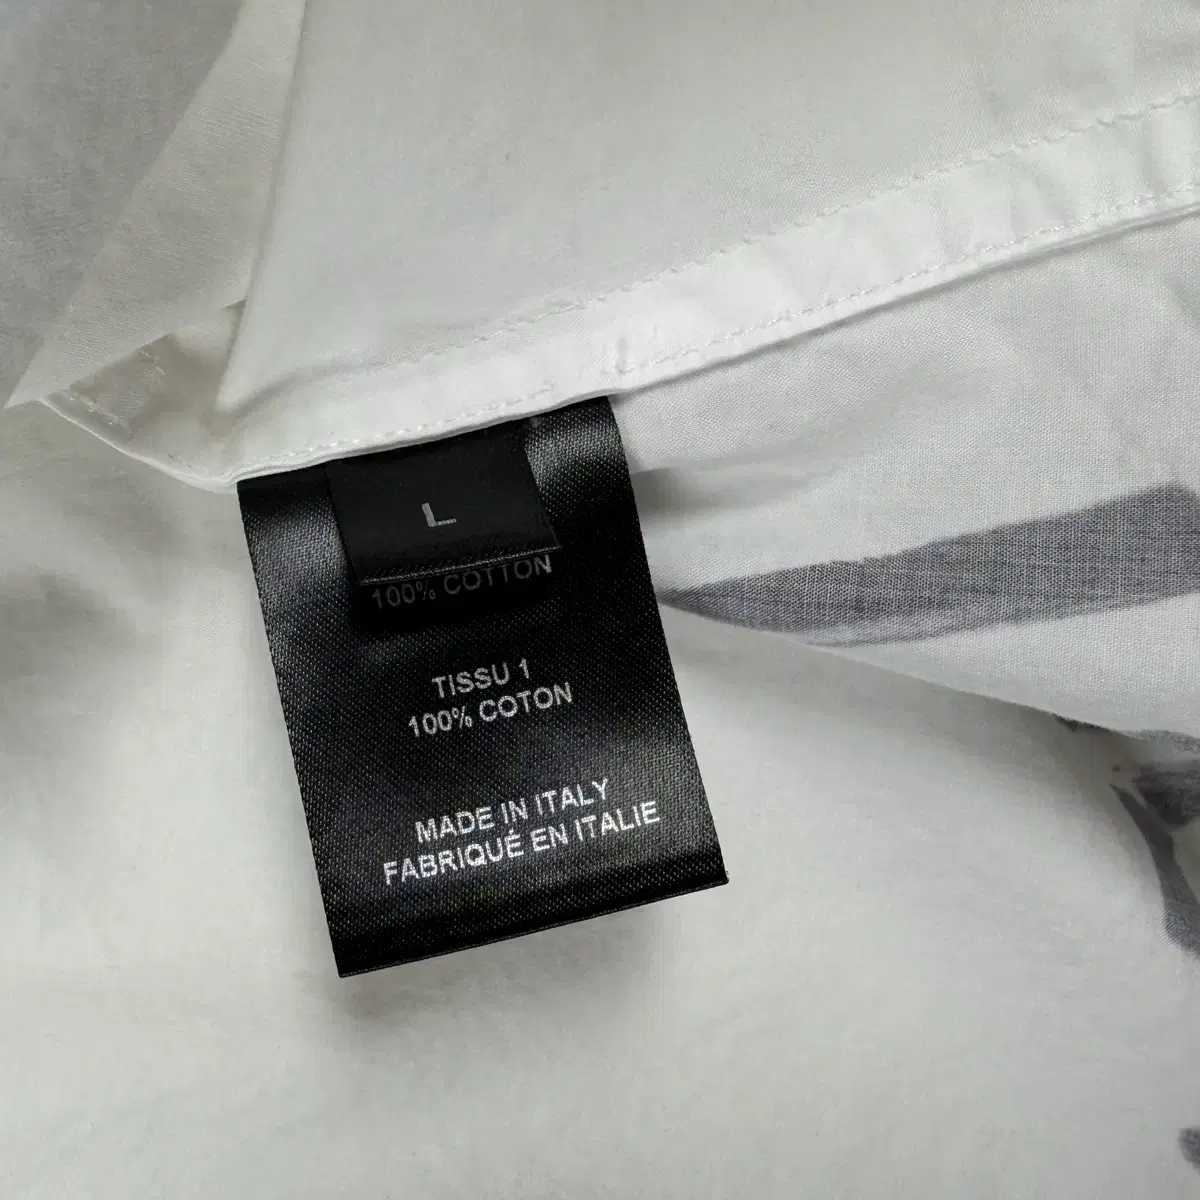 L
100% COTTON
TISSU 1
100% COTON
MADE IN ITALY
FABRIQUÉ EN ITALIE